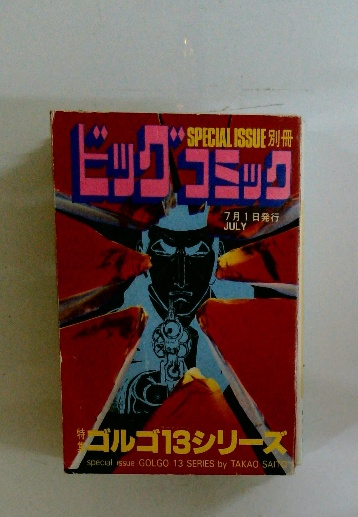 SPECIAL ISSUE 別冊
ビッグコミック
7月1日発行
JULY
特集 ゴルゴ13シリーズ
special issue GOLGO 13 SERIES by TAKAO SAITO